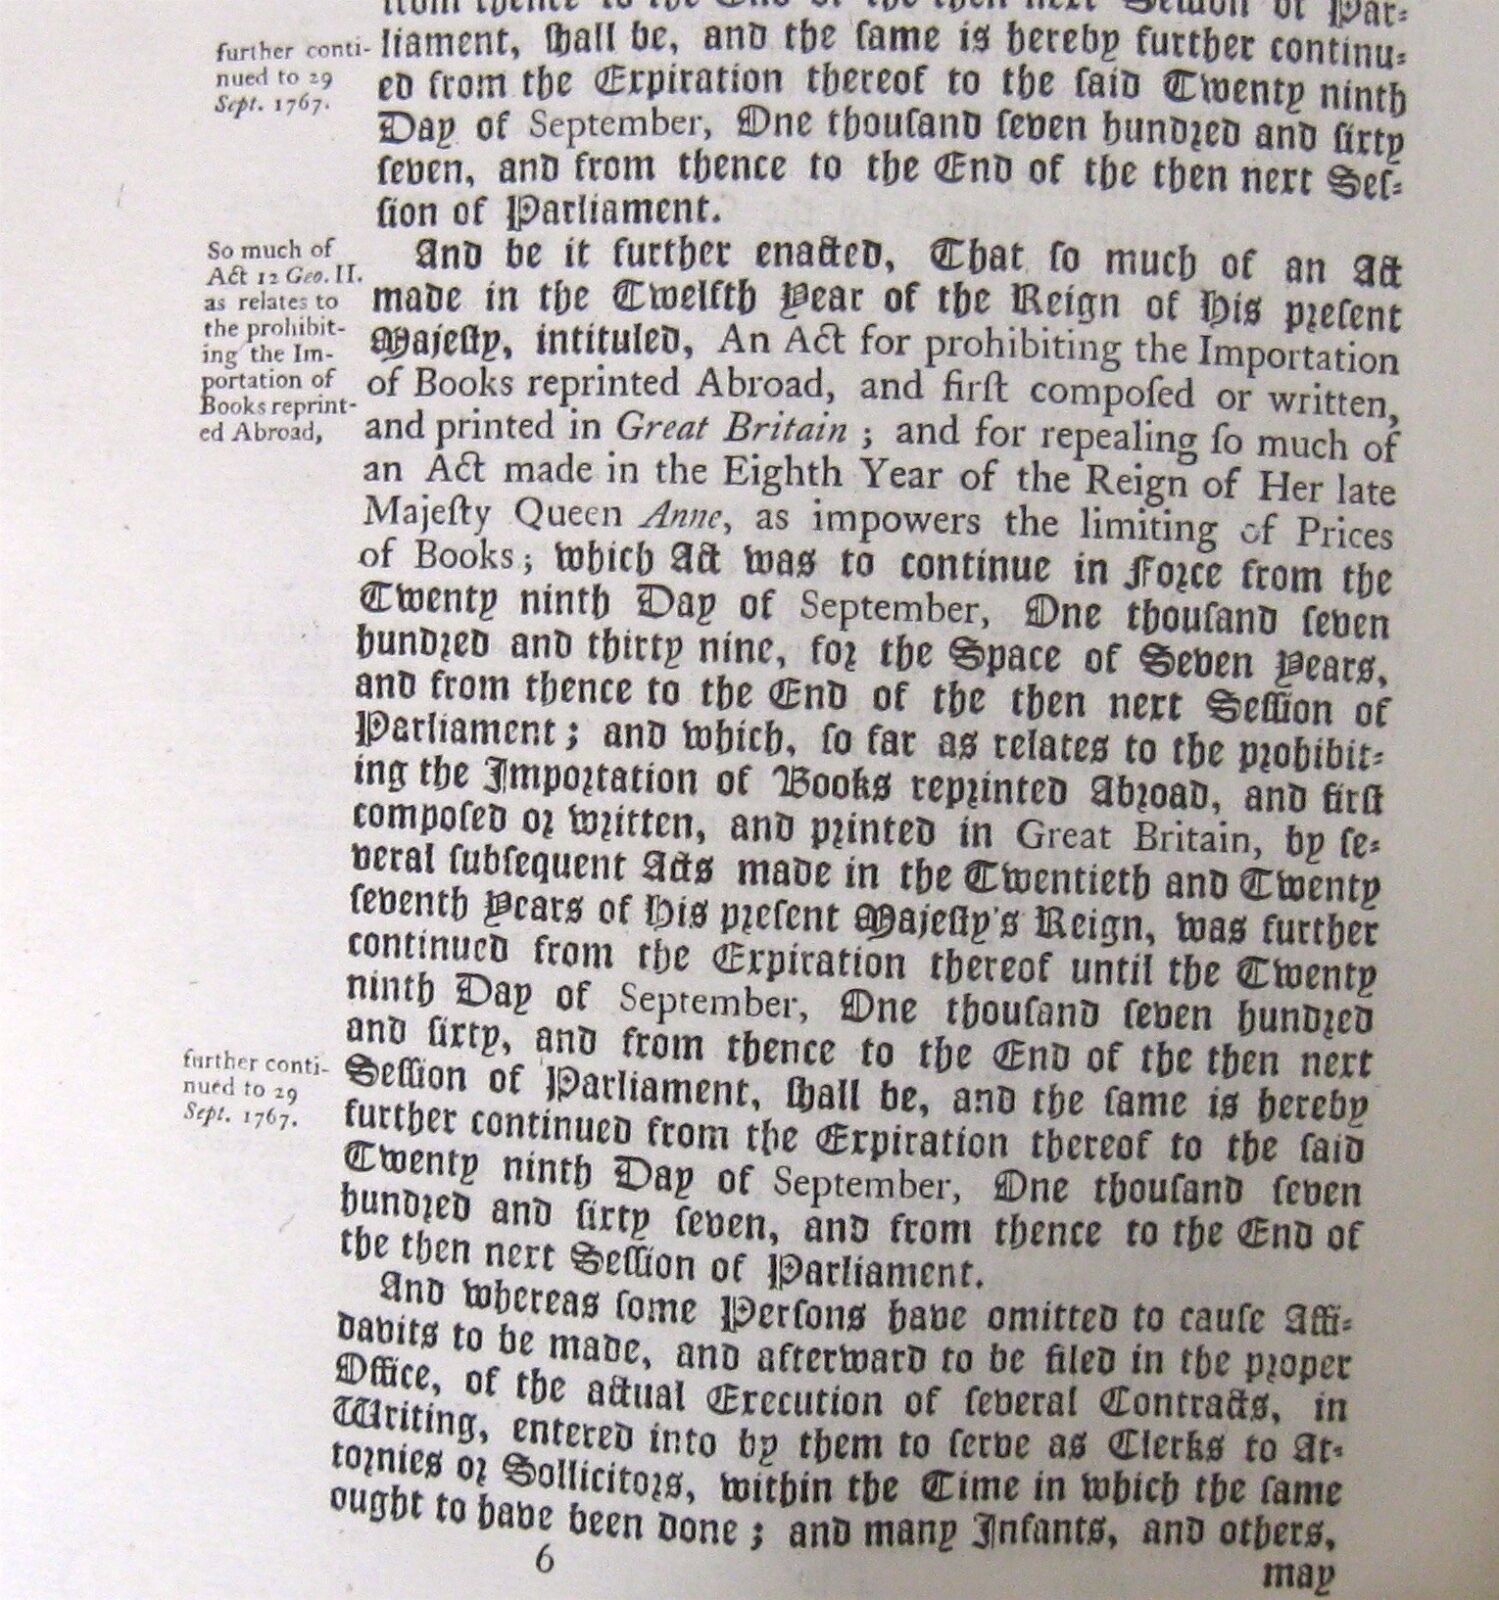 from thence to the End of the then next Session of Par-
further conti-
nued to 29
Sept. 1767.
liament, ſhall be, and the ſame is hereby further continu-
ed from the Expiration thereof to the ſaid Twenty ninth
Day of September, One thouſand ſeven hundred and ſixty
ſeven, and from thence to the End of the then next Seſ-
ſion of Parliament.
So much of
Act 12 Geo. II.
as relates to
the prohibit-
ing the Im-
portation of
Books reprint-
ed Abroad,
And be it further enacted, That ſo much of an Act
made in the Twelfth Year of the Reign of His preſent
Majeſty, intituled, An Act for prohibiting the Importation
of Books reprinted Abroad, and firſt compoſed or written,
and printed in Great Britain ; and for repealing ſo much of
an Act made in the Eighth Year of the Reign of Her late
Majeſty Queen Anne, as impowers the limiting of Prices
of Books ; which Act was to continue in Force from the
Twenty ninth Day of September, One thouſand ſeven
hundred and thirty nine, for the Space of Seven Years,
and from thence to the End of the then next Seſſion of
Parliament ; and which, ſo far as relates to the prohibit-
ing the Importation of Books reprinted Abroad, and firſt
compoſed or written, and printed in Great Britain, by ſe-
veral ſubſequent Acts made in the Twentieth and Twenty
ſeventh Years of His preſent Majeſty's Reign, was further
continued from the Expiration thereof until the Twenty
ninth Day of September, One thouſand ſeven hundred
and ſixty, and from thence to the End of the then next
further conti-
nued to 29
Sept. 1767.
Seſſion of Parliament, ſhall be, and the ſame is hereby
further continued from the Expiration thereof to the ſaid
Twenty ninth Day of September, One thouſand ſeven
hundred and ſixty ſeven, and from thence to the End of
the then next Seſſion of Parliament.
And whereas ſome Perſons have omitted to cauſe Affi-
davits to be made, and afterward to be filed in the proper
Office, of the actual Execution of ſeveral Contracts, in
Writing, entered into by them to ſerve as Clerks to At-
tornies or Sollicitors, within the Time in which the ſame
ought to have been done ; and many Infants, and others,
6
may